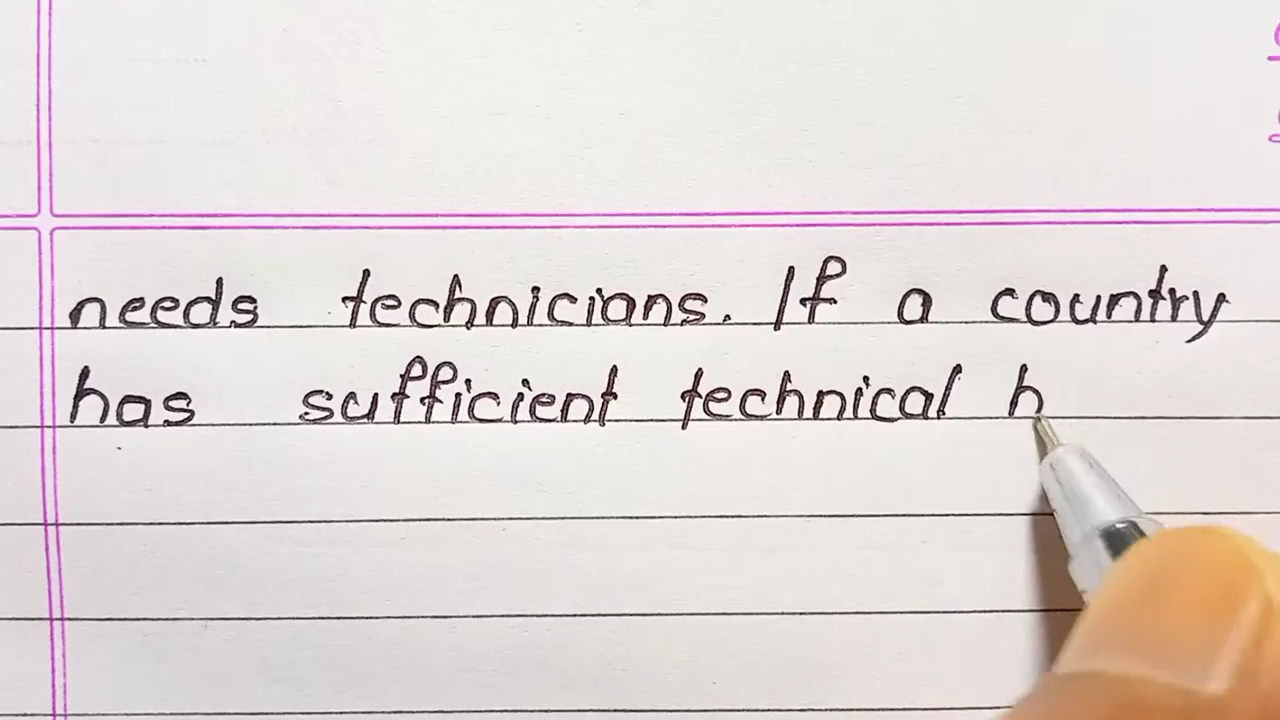 needs technicians. If a country
has sufficient technical h